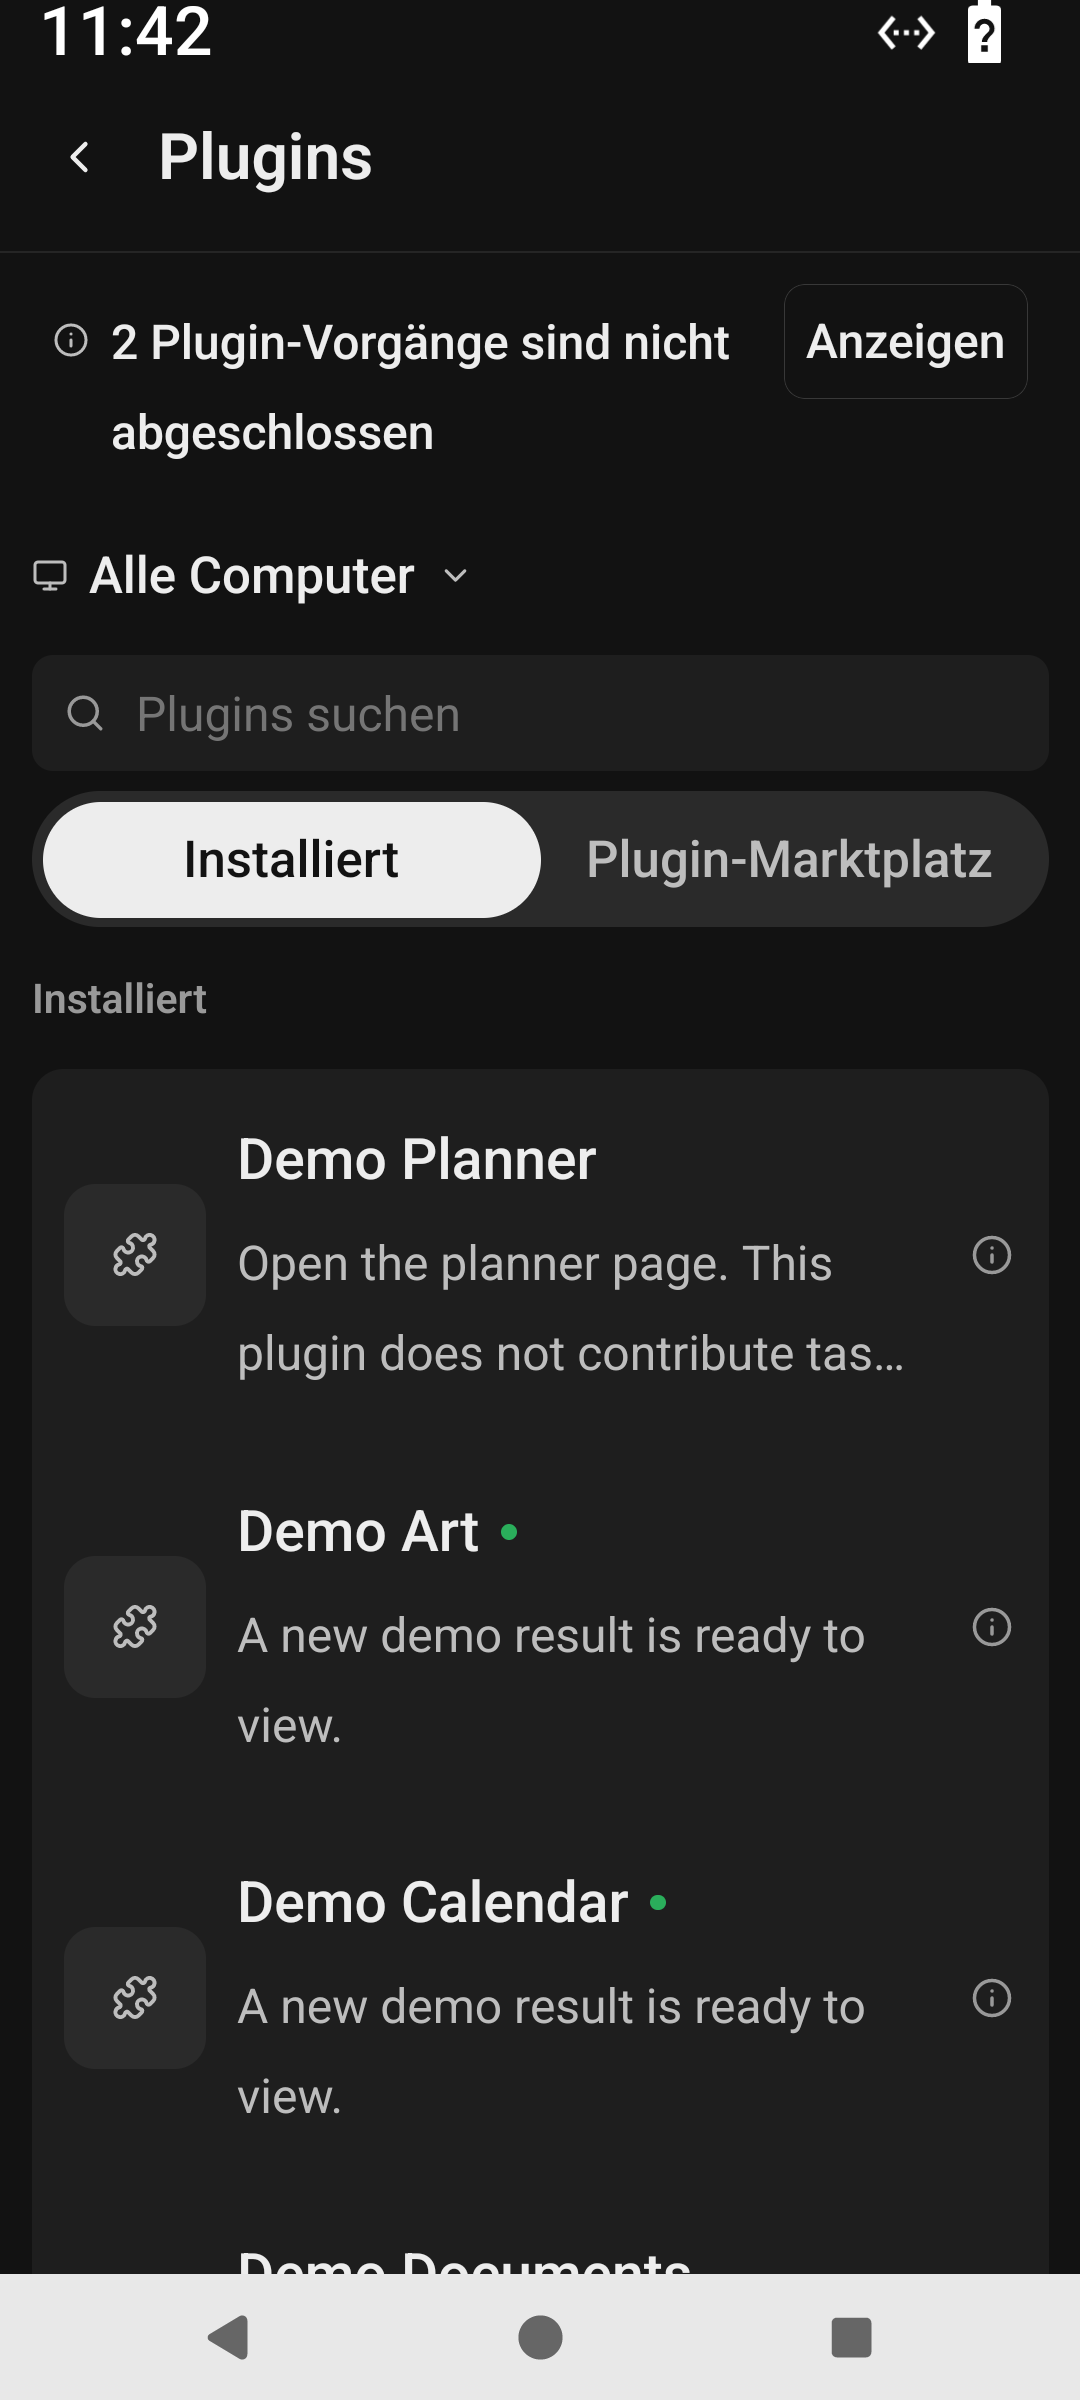 11:42
Plugins
2 Plugin-Vorgänge sind nicht
abgeschlossen
Anzeigen
Alle Computer
Plugins suchen
Installiert
Plugin-Marktplatz
Installiert
Demo Planner
Open the planner page. This
plugin does not contribute tas…
Demo Art
A new demo result is ready to
view.
Demo Calendar
A new demo result is ready to
view.
Demo Documents